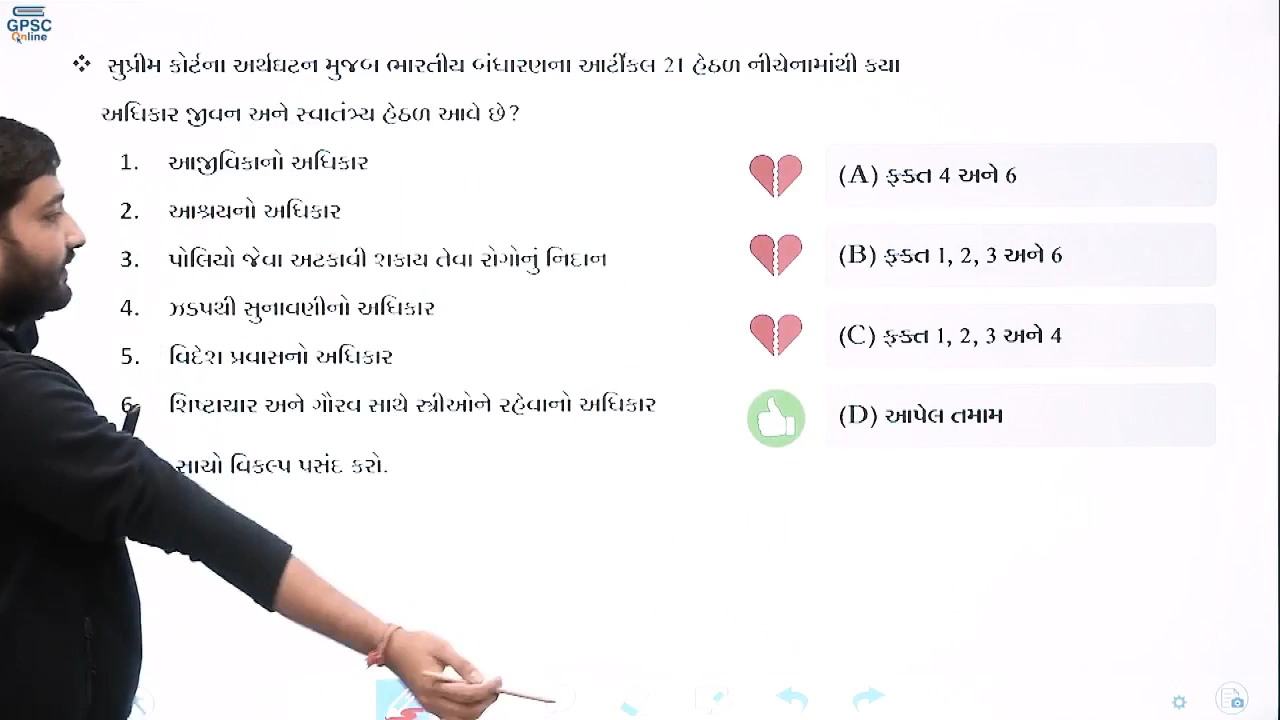 GPSC
Online
❖ સુપ્રીમ કોર્ટના અર્થઘટન મુજબ ભારતીય બંધારણના આર્ટીકલ 21 હેઠળ નીચેનામાંથી કયા
અધિકાર જીવન અને સ્વાતંત્ર્ય હેઠળ આવે છે?
1. આજીવિકાનો અધિકાર
2. આશ્રયનો અધિકાર
3. પોલિયો જેવા અટકાવી શકાય તેવા રોગોનું નિદાન
4. ઝડપથી સુનાવણીનો અધિકાર
5. વિદેશ પ્રવાસનો અધિકાર
6. શિષ્ટાચાર અને ગૌરવ સાથે સ્ત્રીઓને રહેવાનો અધિકાર
સાચો વિકલ્પ પસંદ કરો.
(A) ફક્ત 4 અને 6
(B) ફક્ત 1, 2, 3 અને 6
(C) ફક્ત 1, 2, 3 અને 4
(D) આપેલ તમામ